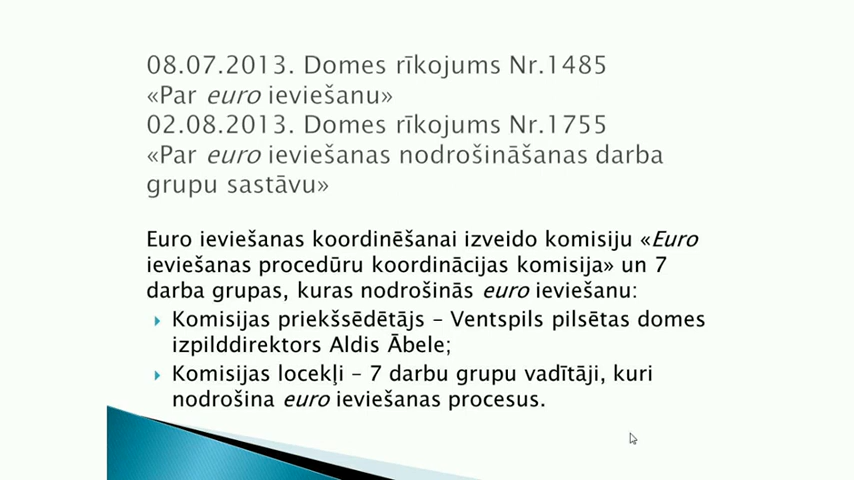 08.07.2013. Domes rīkojums Nr.1485
«Par euro ieviešanu»
02.08.2013. Domes rīkojums Nr.1755
«Par euro ieviešanas nodrošināšanas darba
grupu sastāvu»
Euro ieviešanas koordinēšanai izveido komisiju «Euro
ieviešanas procedūru koordinācijas komisija» un 7
darba grupas, kuras nodrošinās euro ieviešanu:
Komisijas priekšsēdētājs – Ventspils pilsētas domes
izpilddirektors Aldis Ābele;
Komisijas locekļi – 7 darbu grupu vadītāji, kuri
nodrošina euro ieviešanas procesus.